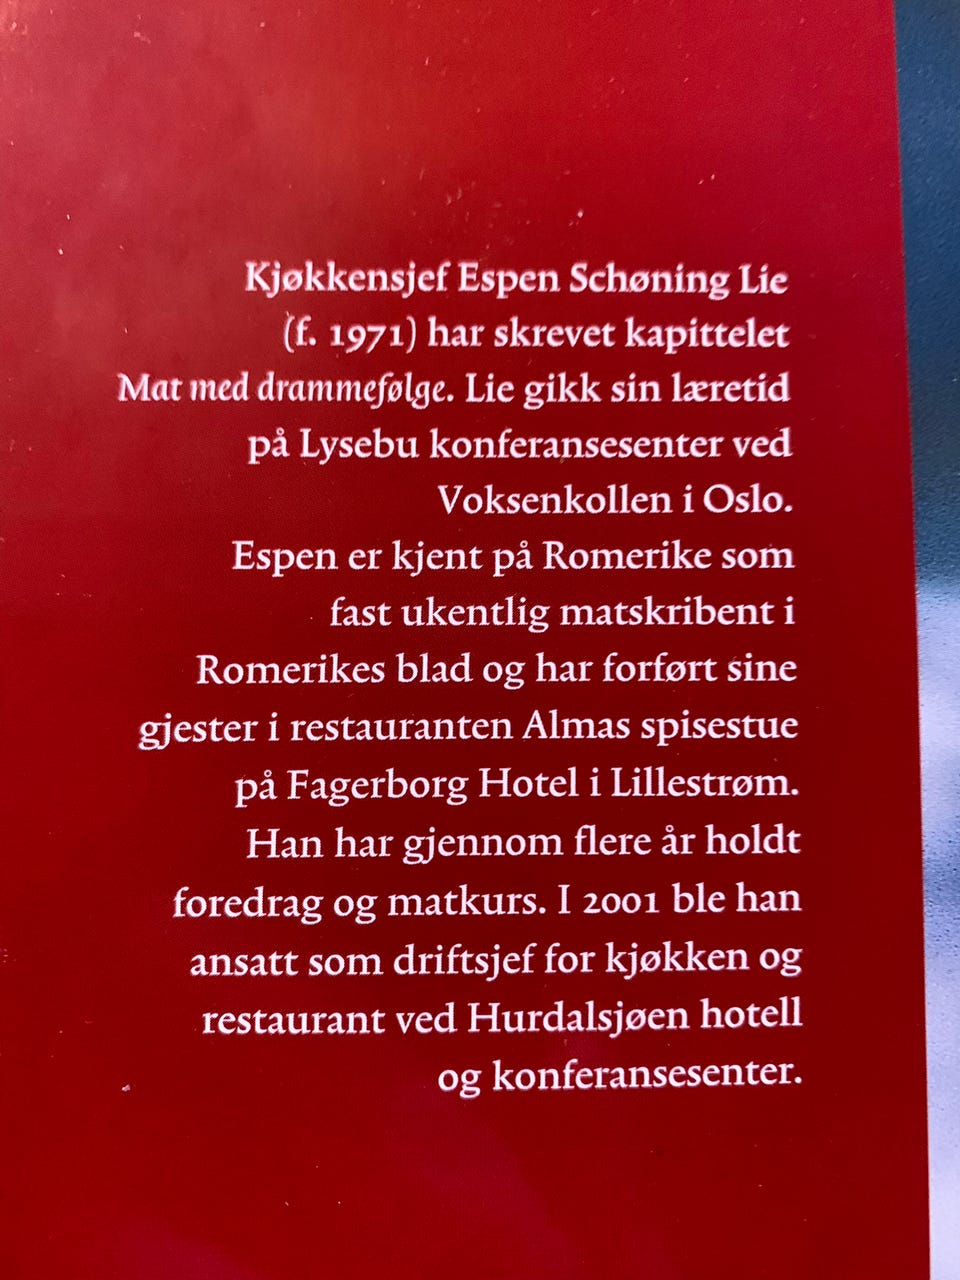 Kjøkkensjef Espen Schøning Lie
(f. 1971) har skrevet kapittelet
Mat med drammefølge. Lie gikk sin læretid
på Lysebu konferansesenter ved
Voksenkollen i Oslo.
Espen er kjent på Romerike som
fast ukentlig matskribent i
Romerikes blad og har forført sine
gjester i restauranten Almas spisestue
på Fagerborg Hotel i Lillestrøm.
Han har gjennom flere år holdt
foredrag og matkurs. I 2001 ble han
ansatt som driftsjef for kjøkken og
restaurant ved Hurdalsjøen hotell
og konferansesenter.